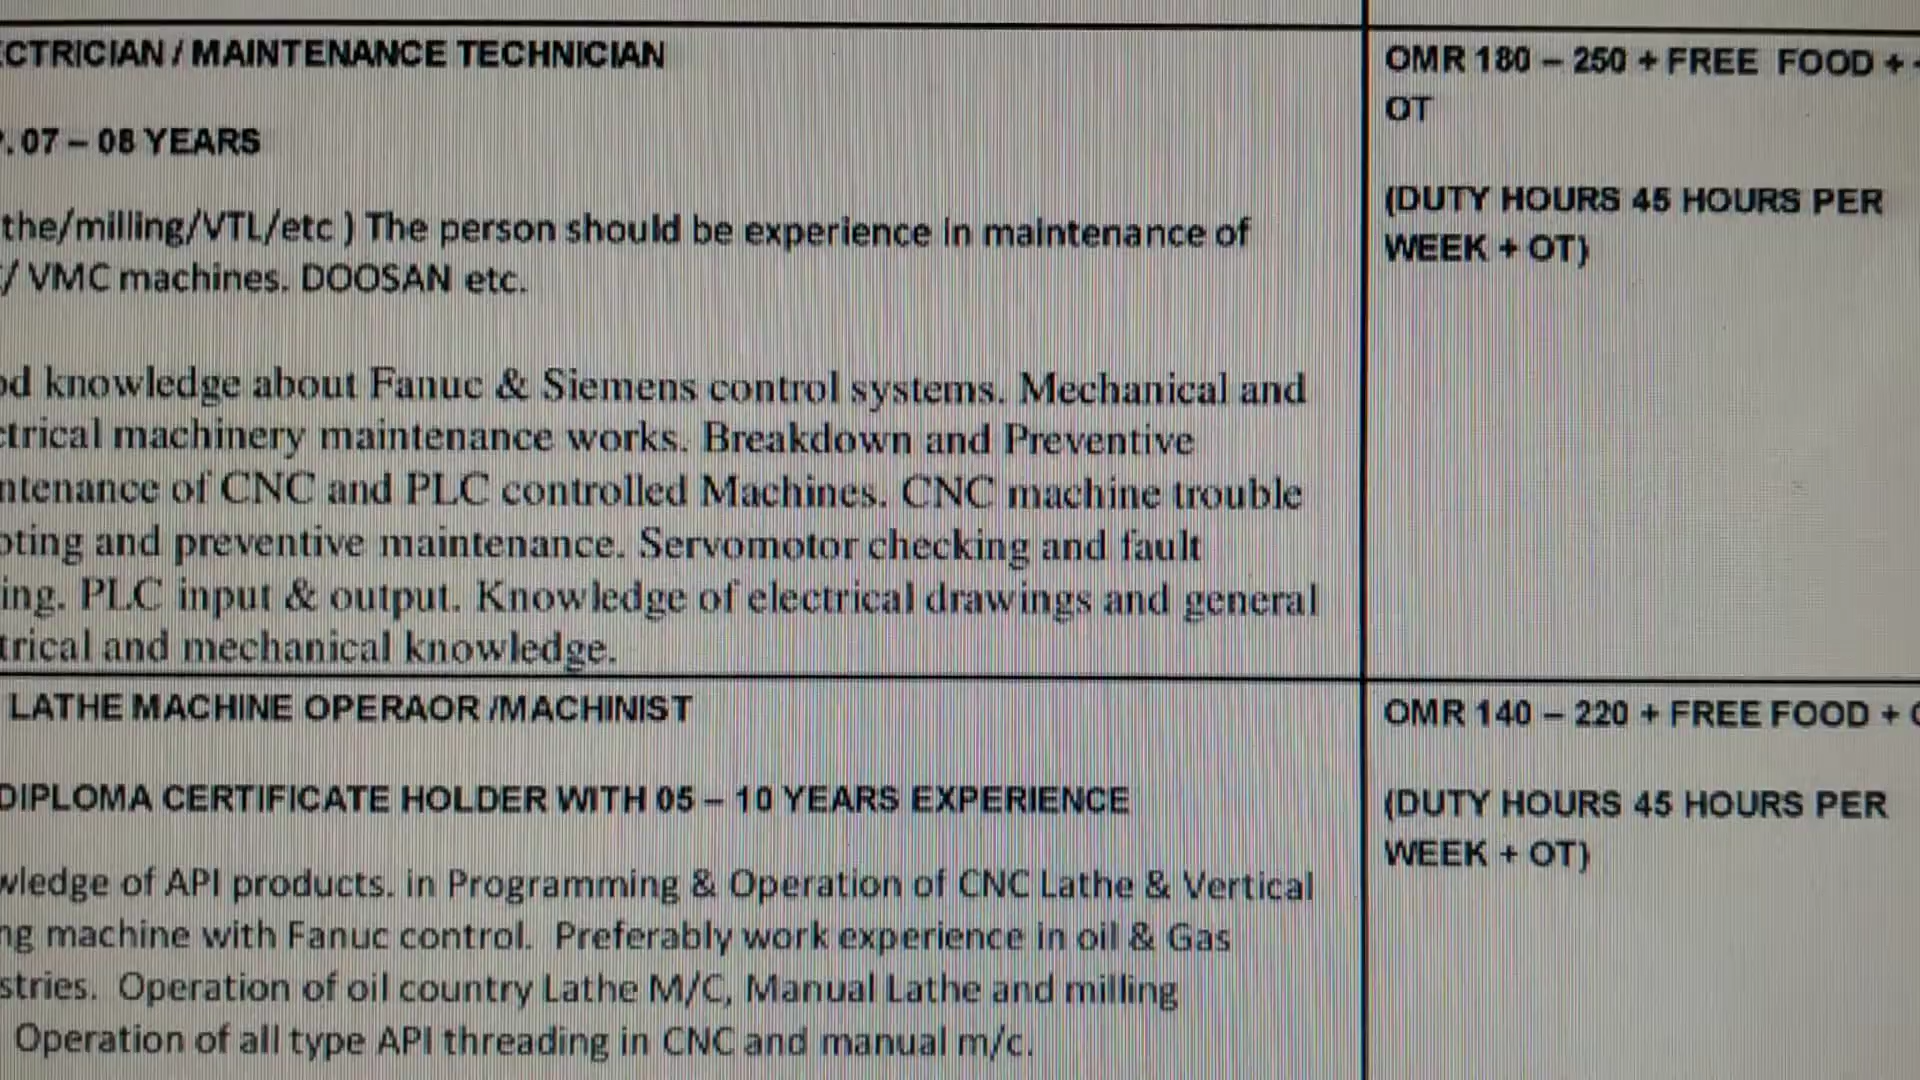 CTRICIAN / MAINTENANCE TECHNICIAN
OMR 180 – 250 + FREE FOOD +
OT
. 07 – 08 YEARS
(DUTY HOURS 45 HOURS PER
WEEK + OT)
the/milling/VTL/etc ) The person should be experience in maintenance of
/ VMC machines. DOOSAN etc.
od knowledge about Fanuc & Siemens control systems. Mechanical and
ctrical machinery maintenance works. Breakdown and Preventive
ntenance of CNC and PLC controlled Machines. CNC machine trouble
oting and preventive maintenance. Servomotor checking and fault
ing. PLC input & output. Knowledge of electrical drawings and general
trical and mechanical knowledge.
LATHE MACHINE OPERAOR /MACHINIST
OMR 140 – 220 + FREE FOOD +
DIPLOMA CERTIFICATE HOLDER WITH 05 – 10 YEARS EXPERIENCE
(DUTY HOURS 45 HOURS PER
WEEK + OT)
wledge of API products. in Programming & Operation of CNC Lathe & Vertical
ng machine with Fanuc control. Preferably work experience in oil & Gas
stries. Operation of oil country Lathe M/C, Manual Lathe and milling
Operation of all type API threading in CNC and manual m/c.